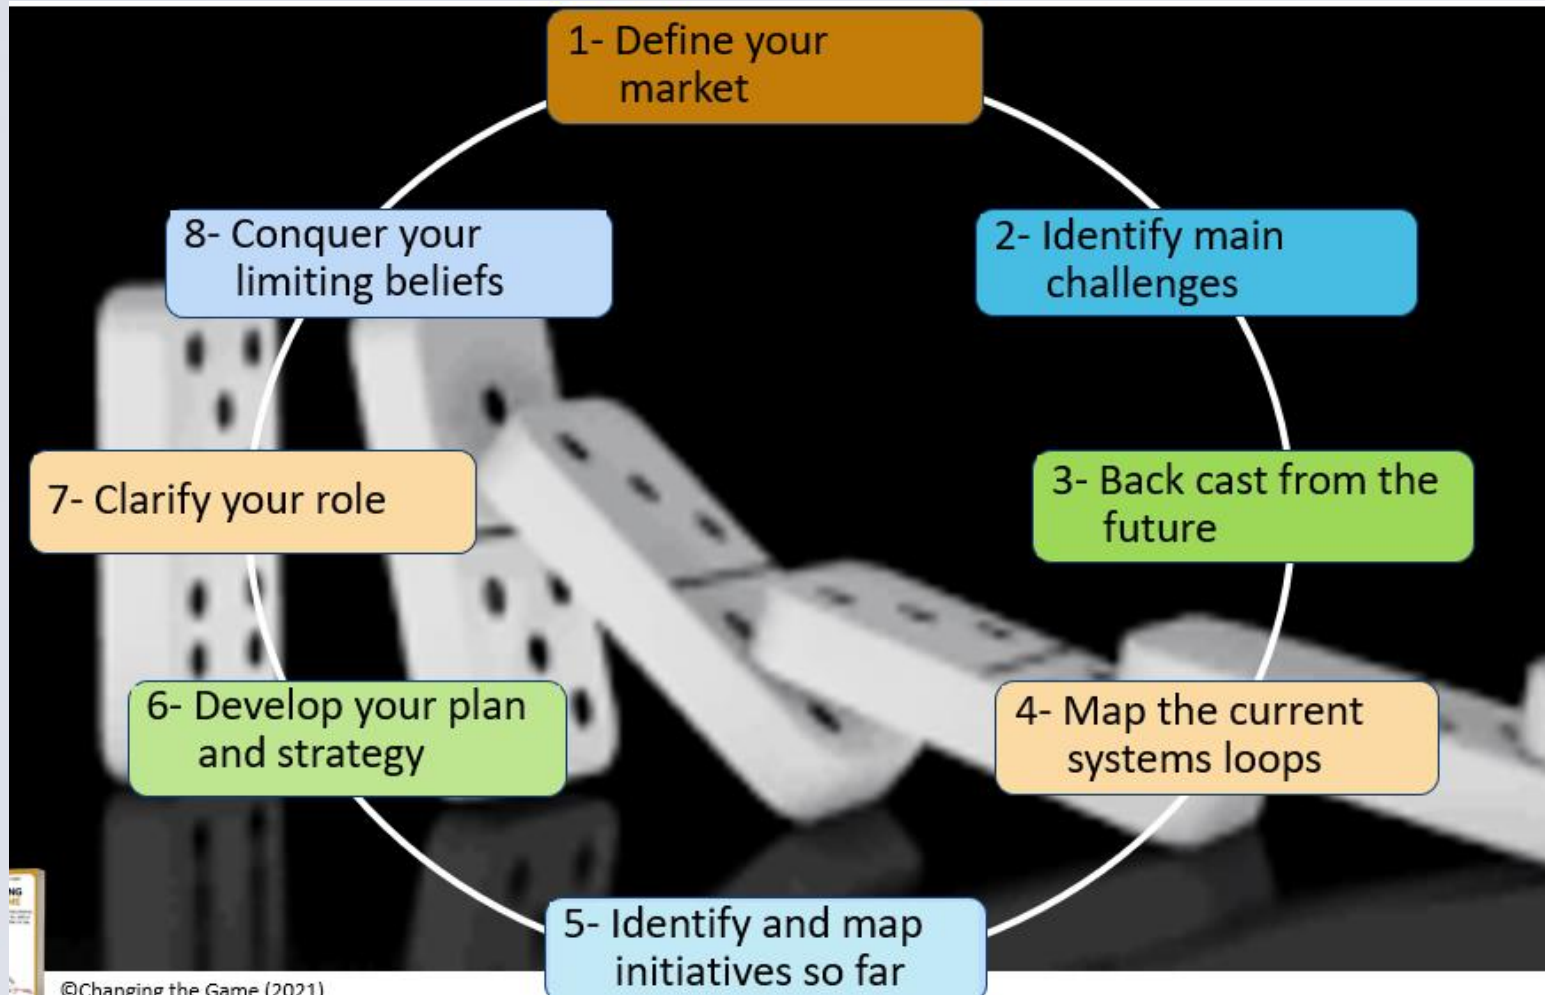 1- Define your
market
2- Identify main
challenges
3- Back cast from the
future
4- Map the current
systems loops
5- Identify and map
initiatives so far
6- Develop your plan
and strategy
7- Clarify your role
8- Conquer your
limiting beliefs
©Changing the Game (2021)